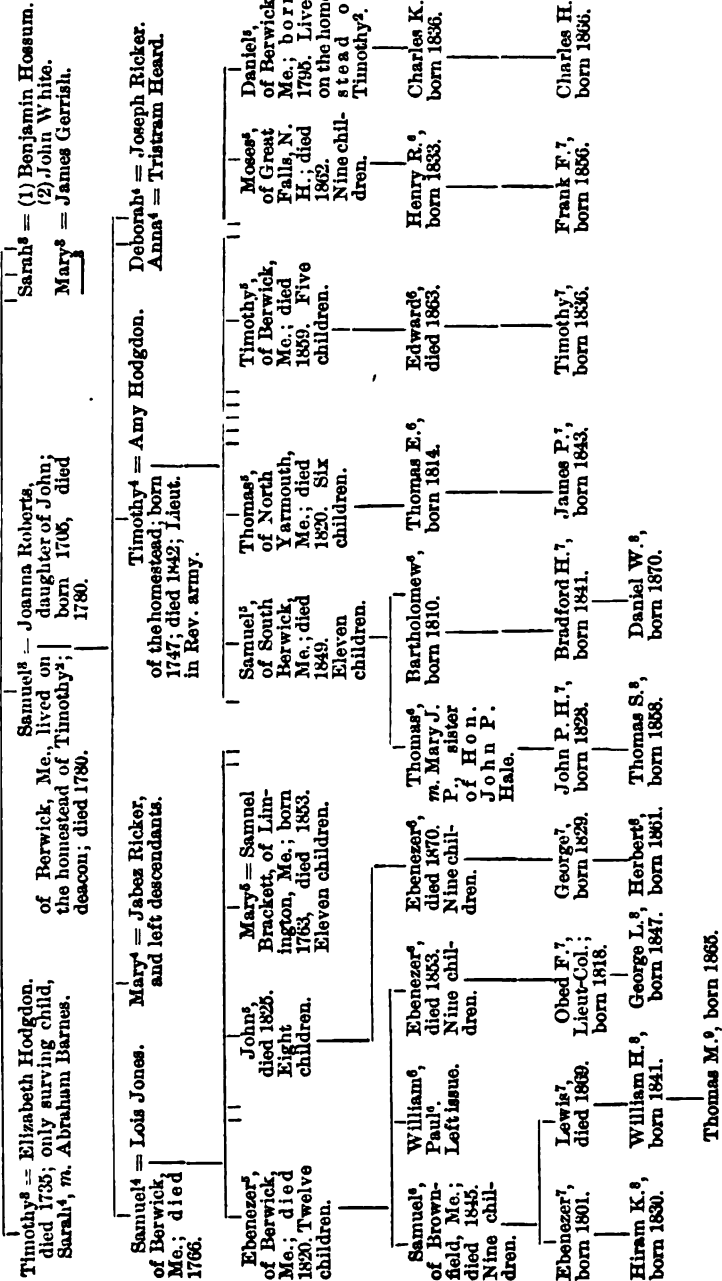 Timothy³ = Elizabeth Hodgdon.
died 1735; only surving child,
Sarah⁴, m. Abraham Barnes.
Samuel³ = Joanna Roberts,
of Berwick, Me., lived on
the homestead of Timothy²;
deacon; died 1780.
daughter of John;
born 1705, died
1780.
Sarah³ = (1) Benjamin Hossum.
(2) John White.
Mary³ = James Gerrish.
Samuel⁴ = Lois Jones.
of Berwick,
Me.; died
1766.
Mary⁴ = Jabez Ricker,
and left descendants.
Timothy⁴ = Amy Hodgdon.
of the homestead; born
1747; died 1842; Lieut.
in Rev. army.
Deborah⁴ = Joseph Ricker.
Anna⁴ = Tristram Heard.
Ebenezer⁵,
of Berwick,
Me.; died
1820. Twelve
children.
John⁵,
died 1825.
Eight
children.
Mary⁵ = Samuel
Brackett, of Lim-
ington, Me.; born
1763, died 1853.
Eleven children.
Samuel⁵,
of South
Berwick,
Me.; died
1849.
Eleven
children.
Thomas⁵,
of North
Yarmouth,
Me.; died
1820. Six
children.
Timothy⁵,
of Berwick,
Me.; died
1859. Five
children.
Moses⁵,
of Great
Falls, N.
H.; died
1862.
Nine chil-
dren.
Daniel⁵,
of Berwick
Me.; born
1795. Live
on the hom
stead o
Timothy².
Samuel⁶,
of Brown-
field, Me.;
died
1845.
Nine chil-
dren.
William⁶,
Paul⁶.
Left issue.
Ebenezer⁶,
died 1853.
Nine chil-
dren.
Ebenezer⁶,
died 1870.
Nine chil-
dren.
Thomas⁶,
m. Mary J.
P., sister
of Hon.
John P.
Hale.
Bartholomew⁶,
born 1810.
Thomas E.⁶,
born 1814.
Edward⁶,
died 1863.
Henry R.⁶,
born 1833.
Charles K.
born 1836.
Ebenezer⁷,
born 1801.
Lewis⁷,
died 1869.
Obed F.⁷,
Lieut-Col.;
born 1818.
George⁷,
born 1829.
John P. H.⁷,
born 1828.
Bradford H.⁷,
born 1841.
James P.⁷,
born 1843.
Timothy⁷,
born 1836.
Frank F.⁷,
born 1856.
Charles H.
born 1866.
Hiram K.⁸,
born 1830.
William H.⁸,
born 1841.
George L.⁸,
born 1847.
Herbert⁸,
born 1861.
Thomas S.⁸,
born 1858.
Daniel W.⁸,
born 1870.
Thomas M.⁹, born 1865.